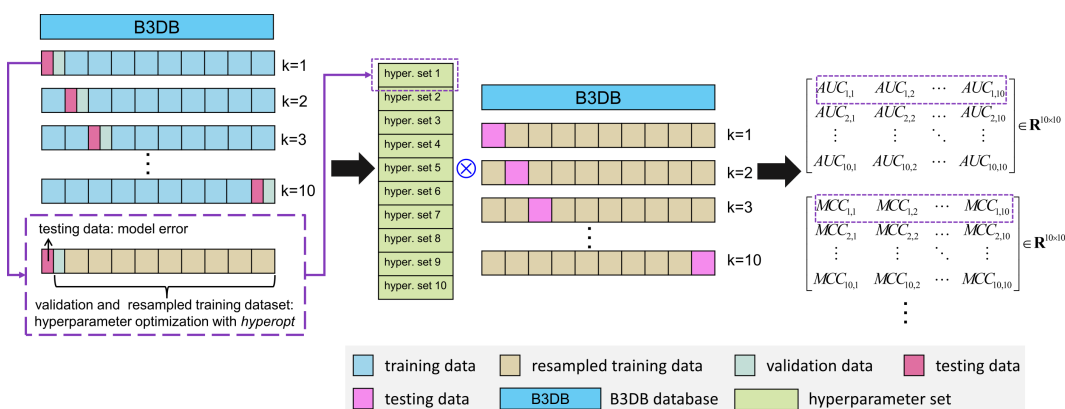 B3DB
k=1
k=2
k=3
⋮
k=10
testing data: model error
validation and resampled training dataset:
hyperparameter optimization with hyperopt
hyper. set 1
hyper. set 2
hyper. set 3
hyper. set 4
hyper. set 5
hyper. set 6
hyper. set 7
hyper. set 8
hyper. set 9
hyper. set 10
⊗
B3DB
k=1
k=2
k=3
⋮
k=10
AUC1,1 AUC1,2 ⋯ AUC1,10
AUC2,1 AUC2,2 ⋯ AUC2,10
⋮ ⋮ ⋱ ⋮
AUC10,1 AUC10,2 ⋯ AUC10,10
∈ R^10×10
MCC1,1 MCC1,2 ⋯ MCC1,10
MCC2,1 MCC2,2 ⋯ MCC2,10
⋮ ⋮ ⋱ ⋮
MCC10,1 MCC10,2 ⋯ MCC10,10
∈ R^10×10
⋮
training data
resampled training data
validation data
testing data
testing data
B3DB
B3DB database
hyperparameter set